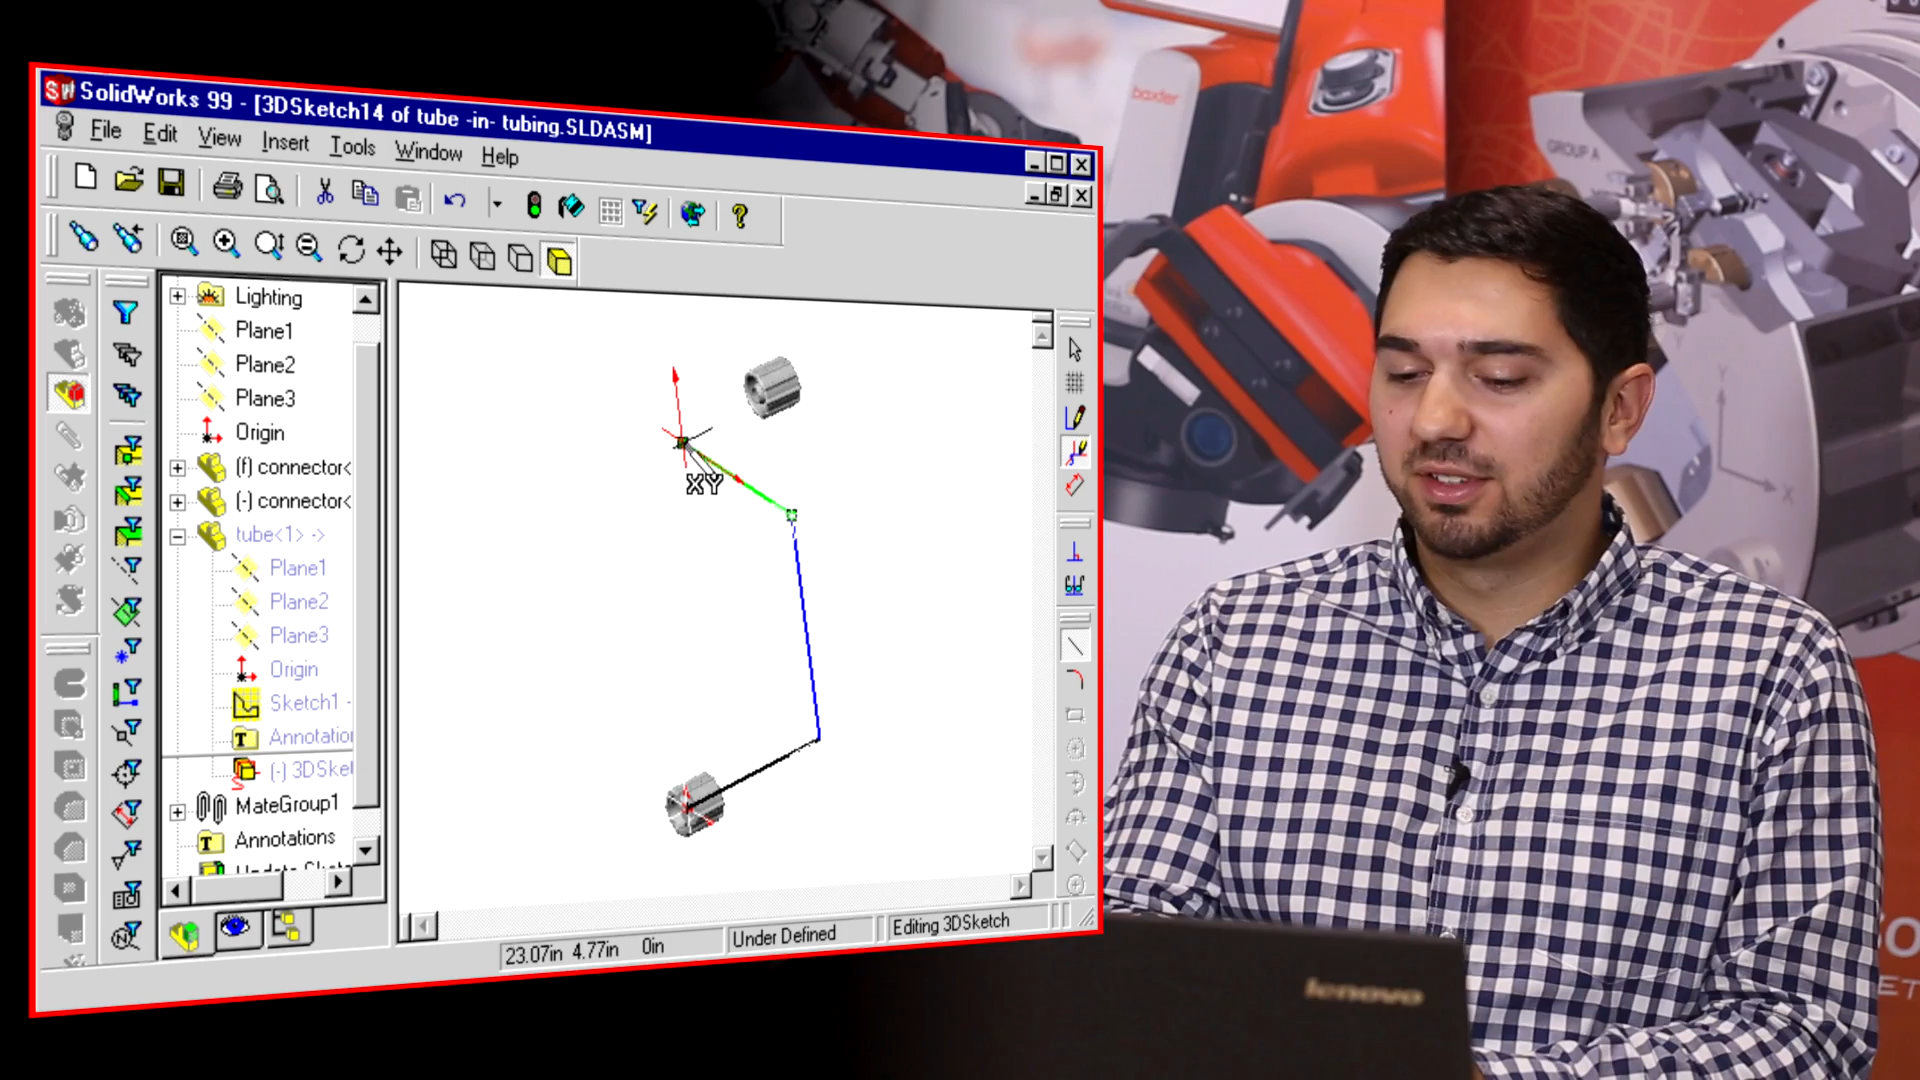 SolidWorks 99 - [3DSketch14 of tube -in- tubing.SLDASM]
File Edit View Insert Tools Window Help
Lighting
Plane1
Plane2
Plane3
Origin
(f) connector<
(-) connector<
tube<1> ->
Plane1
Plane2
Plane3
Origin
Sketch1 -
Annotatio
(-) 3DSket
MateGroup1
Annotations
XY
23.07in 4.77in 0in
Under Defined
Editing 3DSketch
baxter
GROUP A
Y
X
lenovo